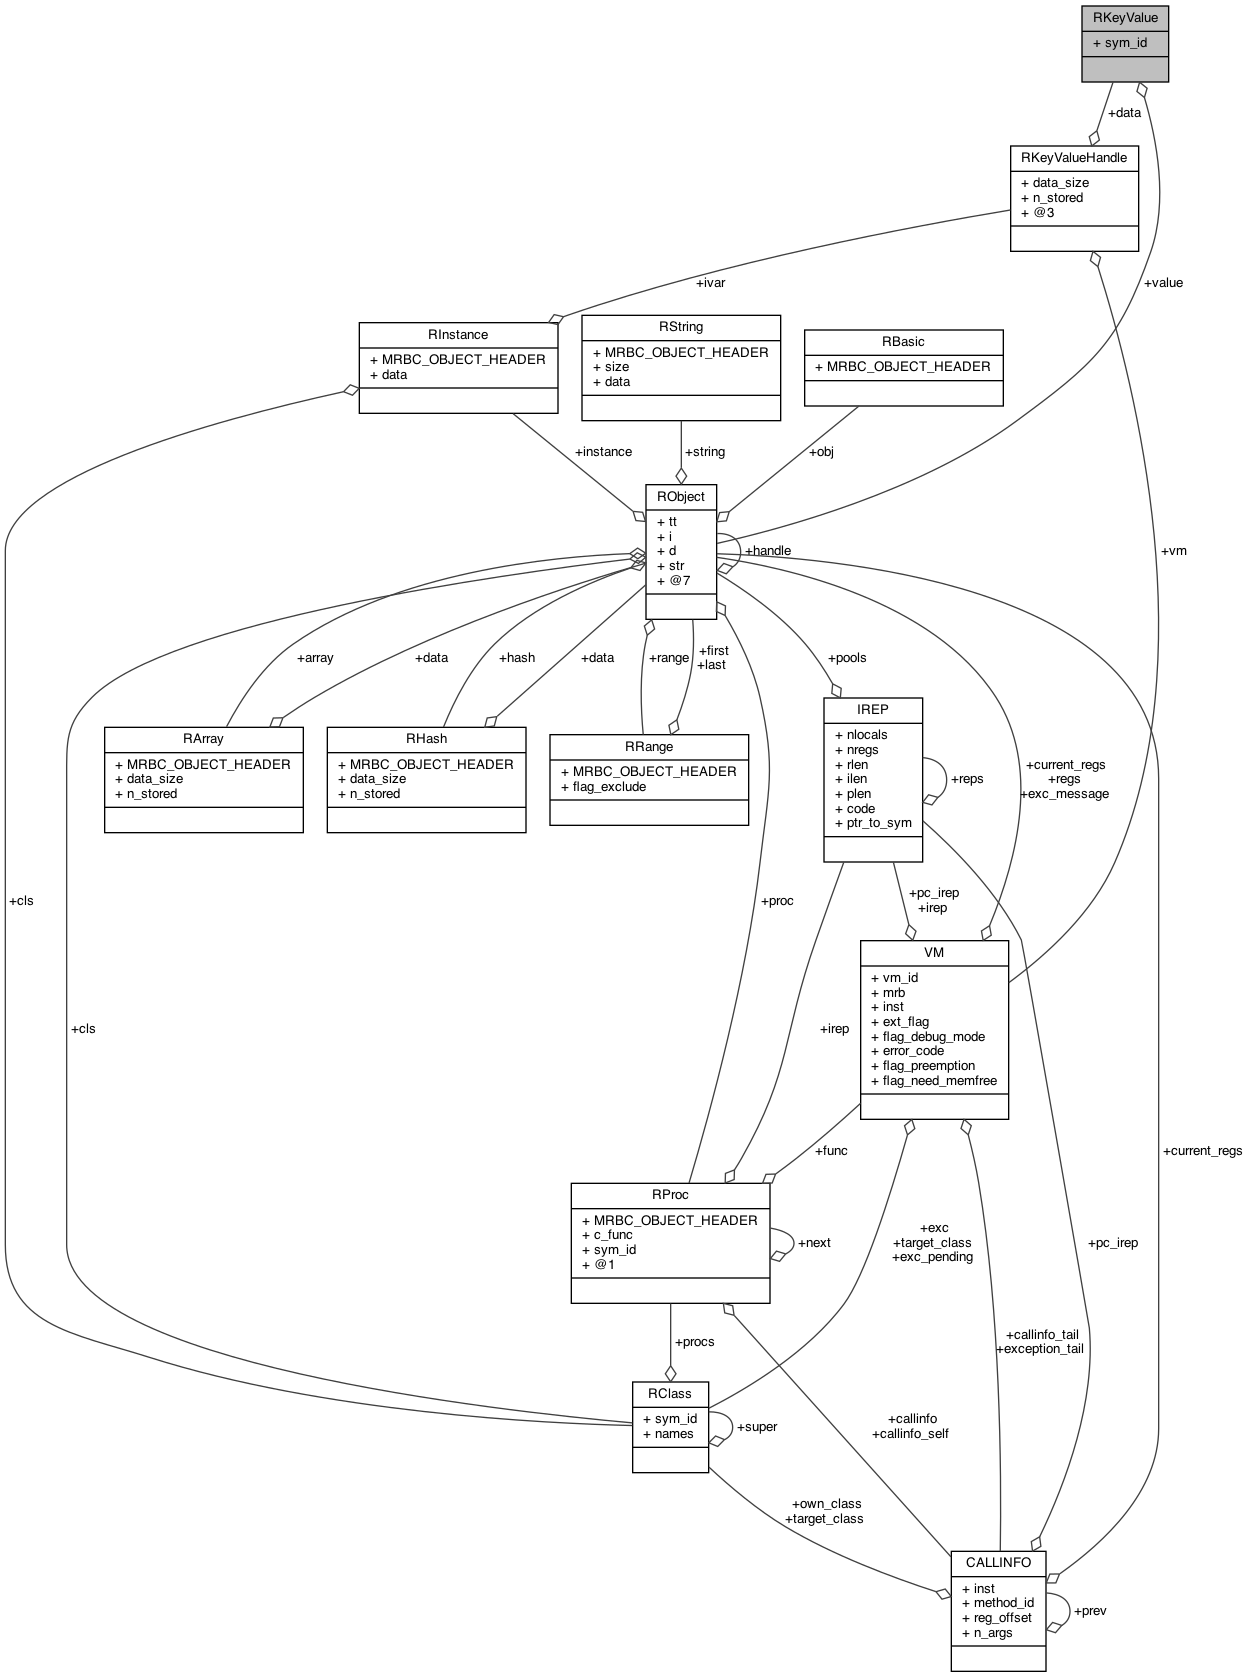 RKeyValue
+ sym_id
+data
RKeyValueHandle
+ data_size
+ n_stored
+ @3
+ivar
+value
RInstance
+ MRBC_OBJECT_HEADER
+ data
RString
+ MRBC_OBJECT_HEADER
+ size
+ data
RBasic
+ MRBC_OBJECT_HEADER
+instance
+string
+obj
RObject
+ tt
+ i
+ d
+ str
+ @7
+handle
+vm
+array
+data
+hash
+data
+range
+first
+last
+pools
RArray
+ MRBC_OBJECT_HEADER
+ data_size
+ n_stored
RHash
+ MRBC_OBJECT_HEADER
+ data_size
+ n_stored
RRange
+ MRBC_OBJECT_HEADER
+ flag_exclude
IREP
+ nlocals
+ nregs
+ rlen
+ ilen
+ plen
+ code
+ ptr_to_sym
+reps
+current_regs
+regs
+exc_message
+cls
+proc
+pc_irep
+irep
VM
+ vm_id
+ mrb
+ inst
+ ext_flag
+ flag_debug_mode
+ error_code
+ flag_preemption
+ flag_need_memfree
+cls
+irep
+func
+current_regs
RProc
+ MRBC_OBJECT_HEADER
+ c_func
+ sym_id
+ @1
+next
+exc
+target_class
+exc_pending
+pc_irep
+procs
+callinfo_tail
+exception_tail
RClass
+ sym_id
+ names
+super
+callinfo
+callinfo_self
+own_class
+target_class
CALLINFO
+ inst
+ method_id
+ reg_offset
+ n_args
+prev